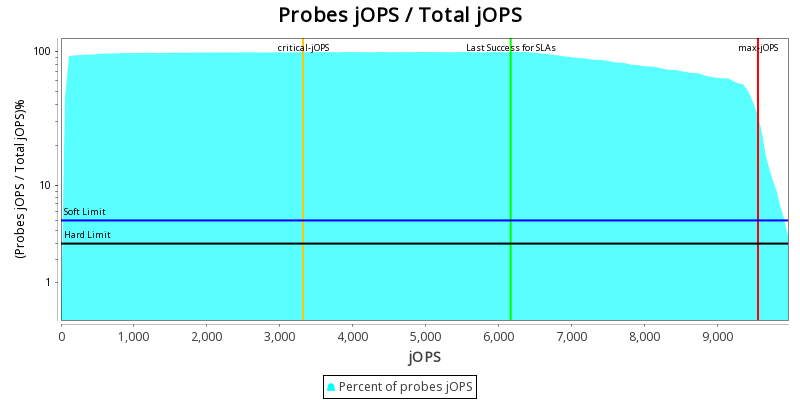 Probes jOPS / Total jOPS
critical-jOPS
Last Success for SLAs
max-jOPS
(Probes jOPS / Total jOPS)%
100
10
1
Soft Limit
Hard Limit
0
1,000
2,000
3,000
4,000
5,000
6,000
7,000
8,000
9,000
jOPS
Percent of probes jOPS